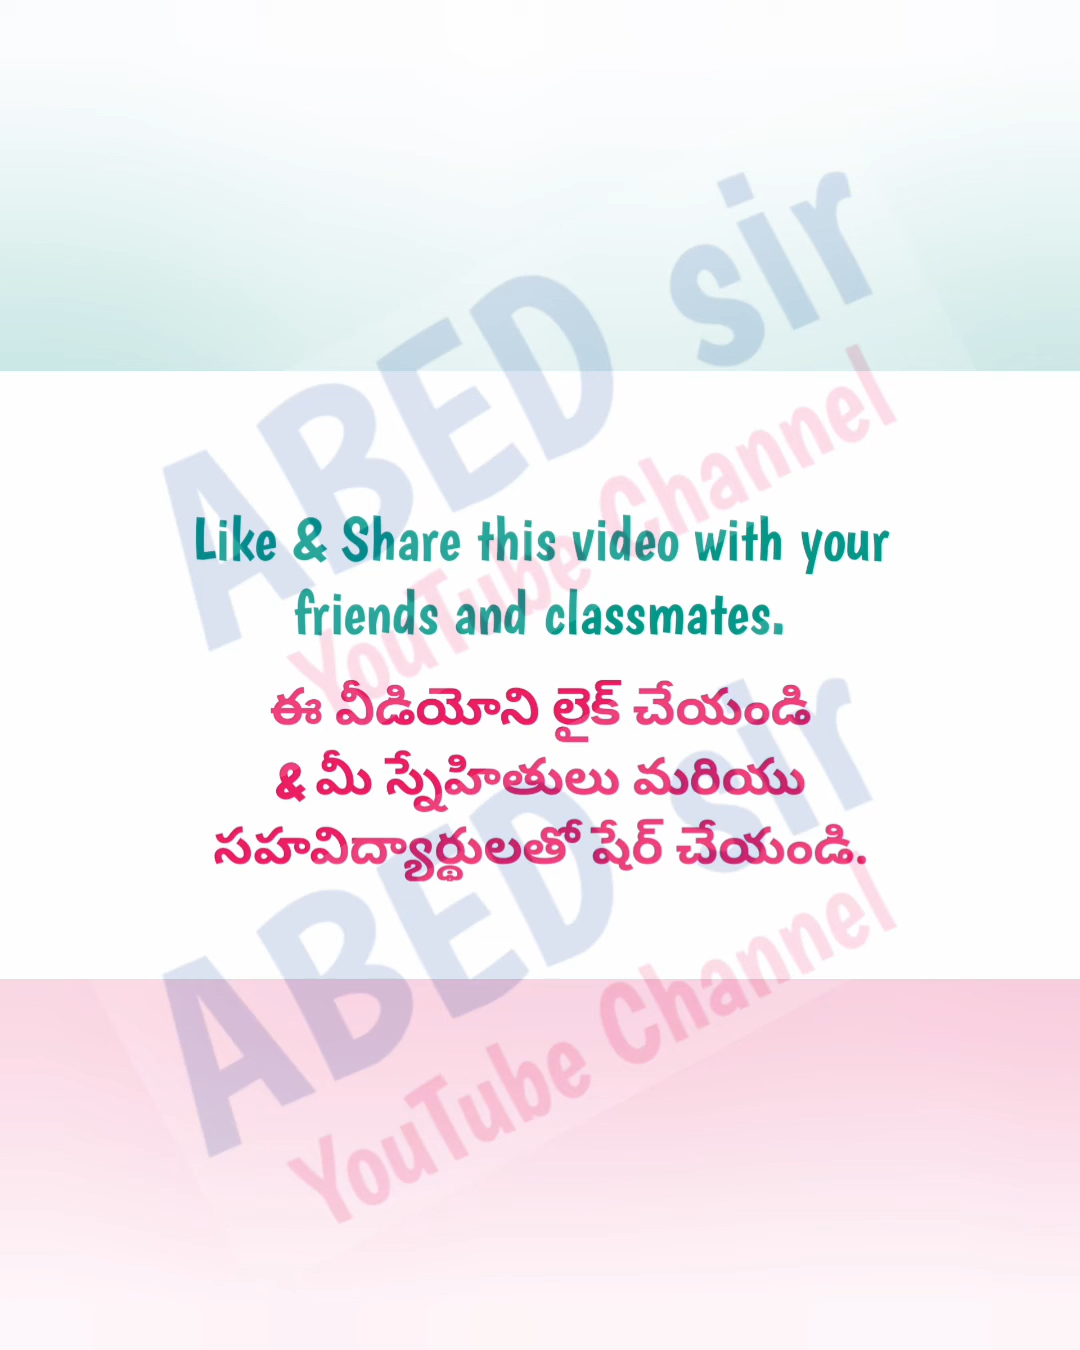 ABED sir
YouTube Channel
Like & Share this video with your
friends and classmates.
ఈ వీడియోని లైక్ చేయండి
& మీ స్నేహితులు మరియు
సహవిద్యార్థులతో షేర్ చేయండి.
ABED sir
YouTube Channel